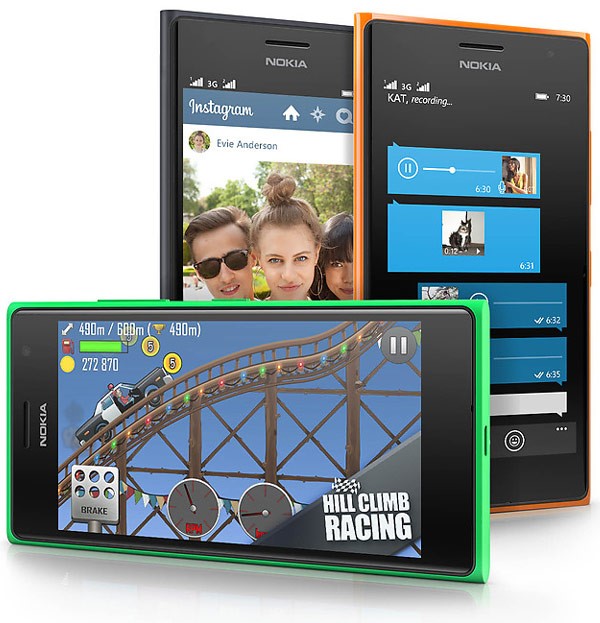 NOKIA
3G
Instagram
Evie Anderson
NOKIA
3G
7:30
KAT, recording...
6:30
0:12
6:31
6:32
6:35
NOKIA
490m / 600m ( 490m)
5
272 870
5
BRAKE
RPM
HILL CLIMB
RACING